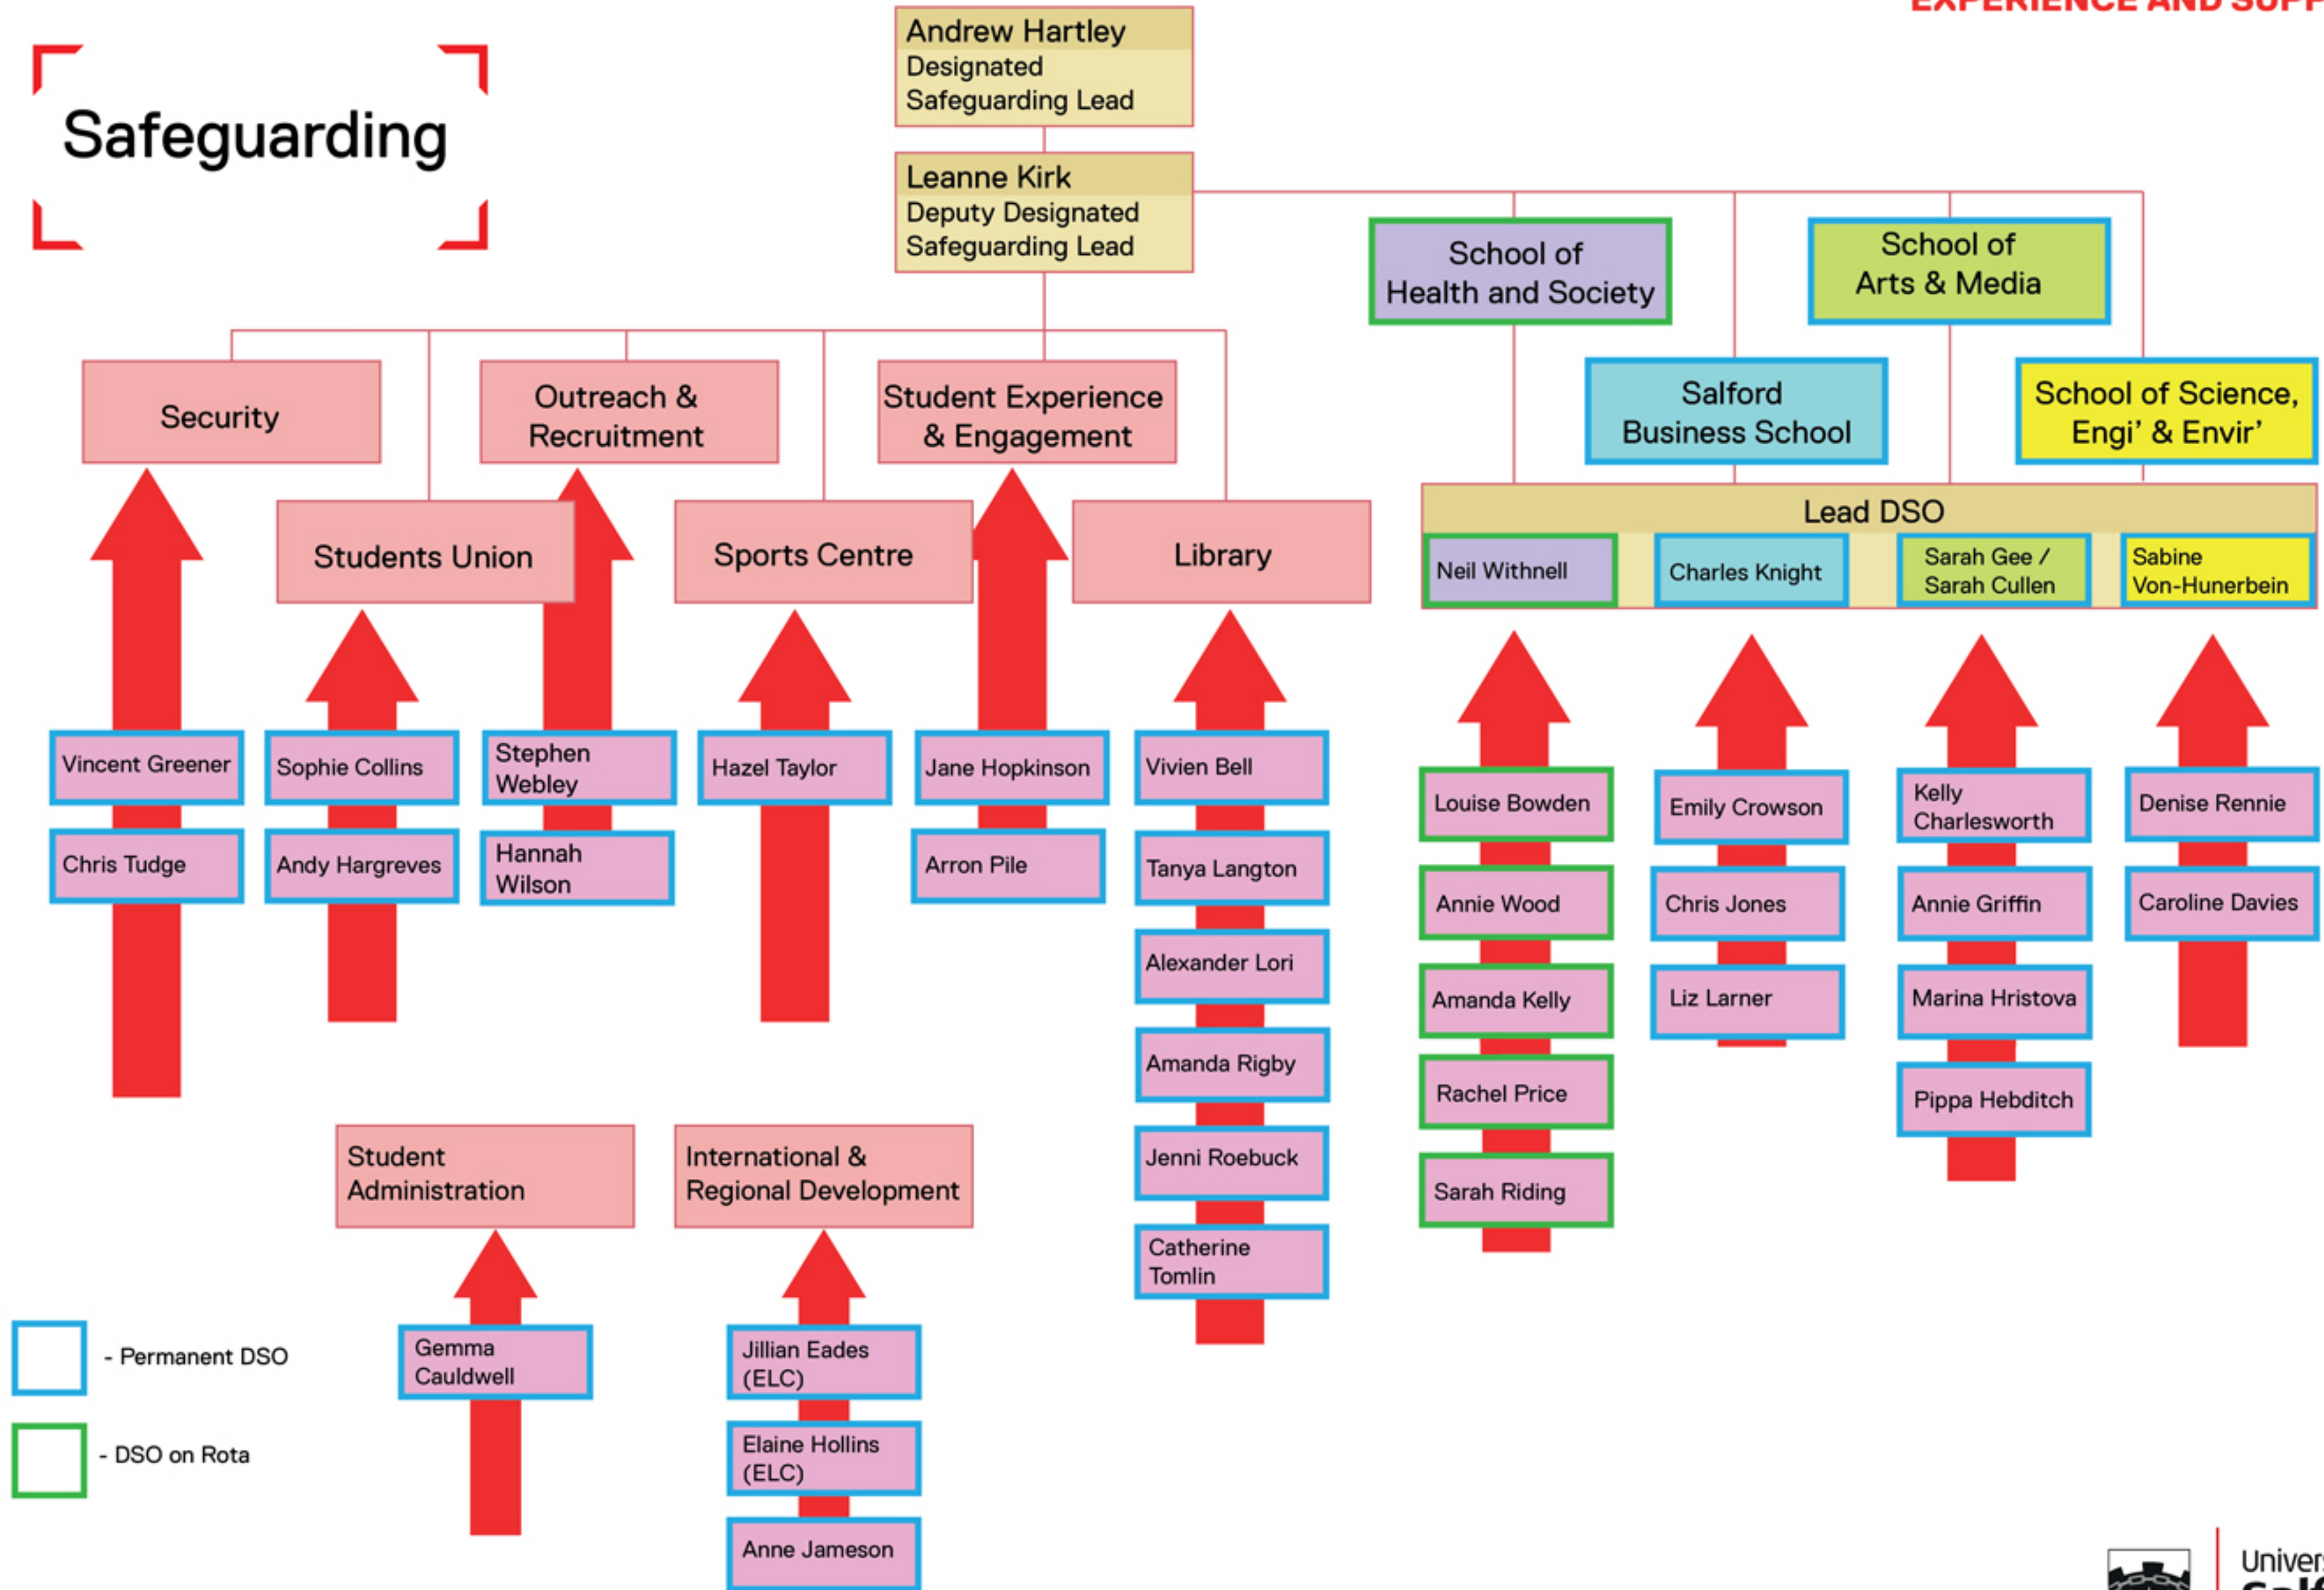 EXPERIENCE AND
Safeguarding
Andrew Hartley
Designated
Safeguarding Lead
Leanne Kirk
Deputy Designated
Safeguarding Lead
School of
Health and Society
School of
Arts & Media
Salford
Business School
School of Science,
Engi’ & Envir’
Security
Outreach &
Recruitment
Student Experience
& Engagement
Students Union
Sports Centre
Library
Lead DSO
Neil Withnell
Charles Knight
Sarah Gee /
Sarah Cullen
Sabine
Von-Hunerbein
Vincent Greener
Chris Tudge
Sophie Collins
Andy Hargreves
Stephen
Webley
Hannah
Wilson
Hazel Taylor
Jane Hopkinson
Arron Pile
Vivien Bell
Tanya Langton
Alexander Lori
Amanda Rigby
Jenni Roebuck
Catherine
Tomlin
Louise Bowden
Annie Wood
Amanda Kelly
Rachel Price
Sarah Riding
Emily Crowson
Chris Jones
Liz Larner
Kelly
Charlesworth
Annie Griffin
Marina Hristova
Pippa Hebditch
Denise Rennie
Caroline Davies
Student
Administration
Gemma
Cauldwell
International &
Regional Development
Jillian Eades
(ELC)
Elaine Hollins
(ELC)
Anne Jameson
- Permanent DSO
- DSO on Rota